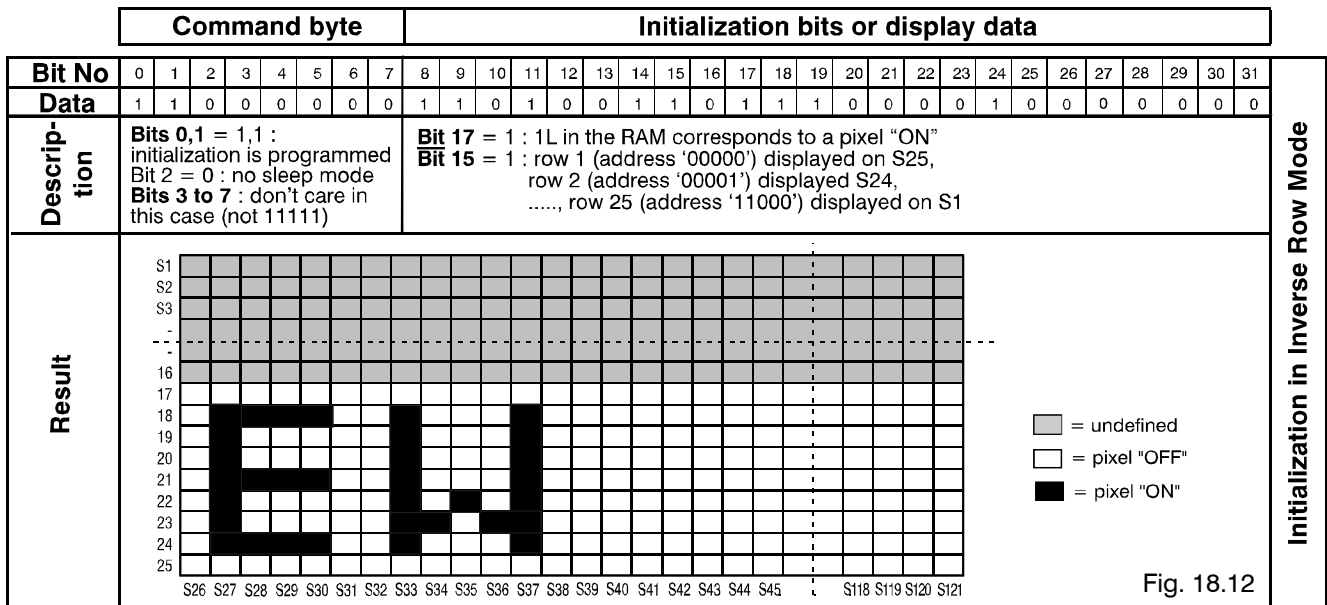 Command byte Initialization bits or display data
Bit No 0 1 2 3 4 5 6 7 8 9 10 11 12 13 14 15 16 17 18 19 20 21 22 23 24 25 26 27 28 29 30 31
Data 1 1 0 0 0 0 0 0 1 1 0 1 0 0 1 1 0 1 1 1 0 0 0 0 1 0 0 0 0 0 0 0
Descrip-
tion
Bits 0,1 = 1,1 :
initialization is programmed
Bit 2 = 0 : no sleep mode
Bits 3 to 7 : don't care in
this case (not 11111)
Bit 17 = 1 : 1L in the RAM corresponds to a pixel “ON”
Bit 15 = 1 : row 1 (address ‘00000’) displayed on S25,
row 2 (address ‘00001’) displayed S24,
....., row 25 (address ‘11000’) displayed on S1
Result
S1
S2
S3
-
-
16
17
18
19
20
21
22
23
24
25
S26 S27 S28 S29 S30 S31 S32 S33 S34 S35 S36 S37 S38 S39 S40 S41 S42 S43 S44 S45 S118 S119 S120 S121
EW
= undefined
= pixel "OFF"
= pixel "ON"
Fig. 18.12
Initialization in Inverse Row Mode